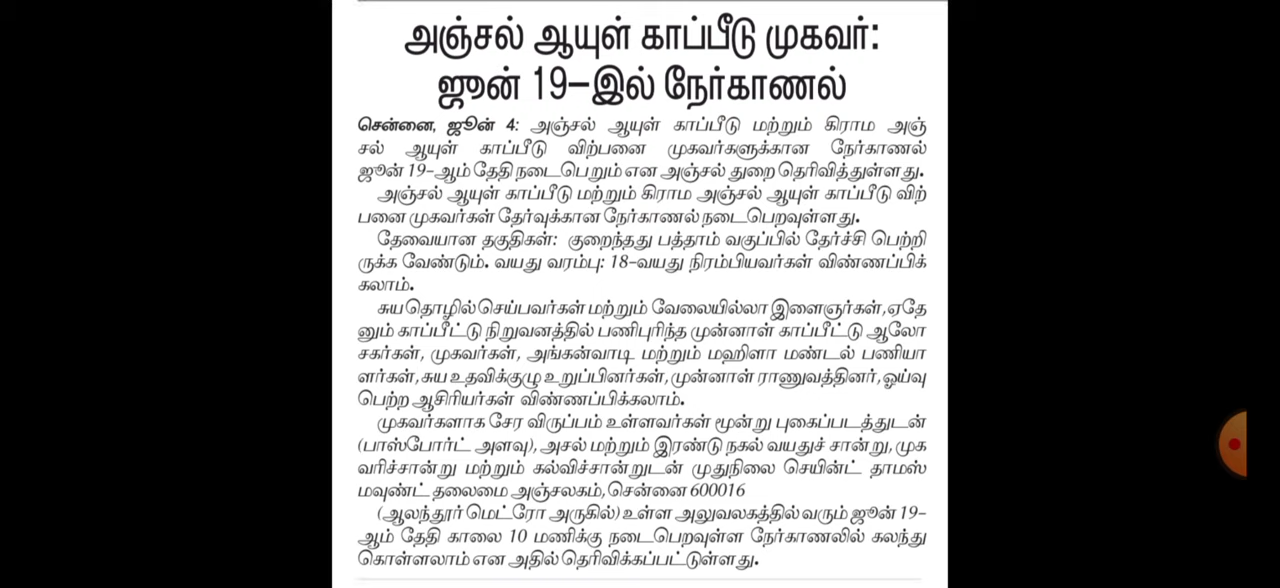 அஞ்சல் ஆயுள் காப்பீடு முகவர்:
ஜூன் 19–இல் நேர்காணல்
சென்னை, ஜூன் 4: அஞ்சல் ஆயுள் காப்பீடு மற்றும் கிராம அஞ்
சல் ஆயுள் காப்பீடு விற்பனை முகவர்களுக்கான நேர்காணல்
ஜூன் 19-ஆம் தேதி நடைபெறும் என அஞ்சல் துறை தெரிவித்துள்ளது.
அஞ்சல் ஆயுள் காப்பீடு மற்றும் கிராம அஞ்சல் ஆயுள் காப்பீடு விற்
பனை முகவர்கள் தேர்வுக்கான நேர்காணல் நடைபெறவுள்ளது.
தேவையான தகுதிகள்: குறைந்தது பத்தாம் வகுப்பில் தேர்ச்சி பெற்றி
ருக்க வேண்டும். வயது வரம்பு: 18-வயது நிரம்பியவர்கள் விண்ணப்பிக்
கலாம்.
சுயதொழில் செய்பவர்கள் மற்றும் வேலையில்லா இளைஞர்கள்,ஏதே
னும் காப்பீட்டு நிறுவனத்தில் பணிபுரிந்த முன்னாள் காப்பீட்டு ஆலோ
சகர்கள், முகவர்கள், அங்கன்வாடி மற்றும் மஹிளா மண்டல் பணியா
ளர்கள்,சுய உதவிக்குழு உறுப்பினர்கள்,முன்னாள் ராணுவத்தினர்,ஓய்வு
பெற்ற ஆசிரியர்கள் விண்ணப்பிக்கலாம்.
முகவர்களாக சேர விருப்பம் உள்ளவர்கள் மூன்று புகைப்படத்துடன்
(பாஸ்போர்ட் அளவு), அசல் மற்றும் இரண்டு நகல் வயதுச் சான்று, முக
வரிச்சான்று மற்றும் கல்விச்சான்றுடன் முதுநிலை செயின்ட் தாமஸ்
மவுண்ட் தலைமை அஞ்சலகம்,சென்னை 600016
(ஆலந்தூர் மெட்ரோ அருகில்) உள்ள அலுவலகத்தில் வரும் ஜூன் 19-
ஆம் தேதி காலை 10 மணிக்கு நடைபெறவுள்ள நேர்காணலில் கலந்து
கொள்ளலாம் என அதில் தெரிவிக்கப்பட்டுள்ளது.